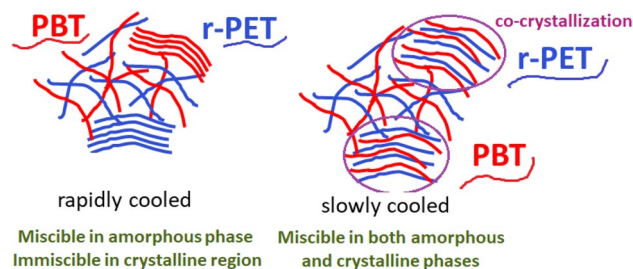 PBT
r-PET
co-crystallization
r-PET
PBT
rapidly cooled
slowly cooled
Miscible in amorphous phase
Immiscible in crystalline region
Miscible in both amorphous
and crystalline phases